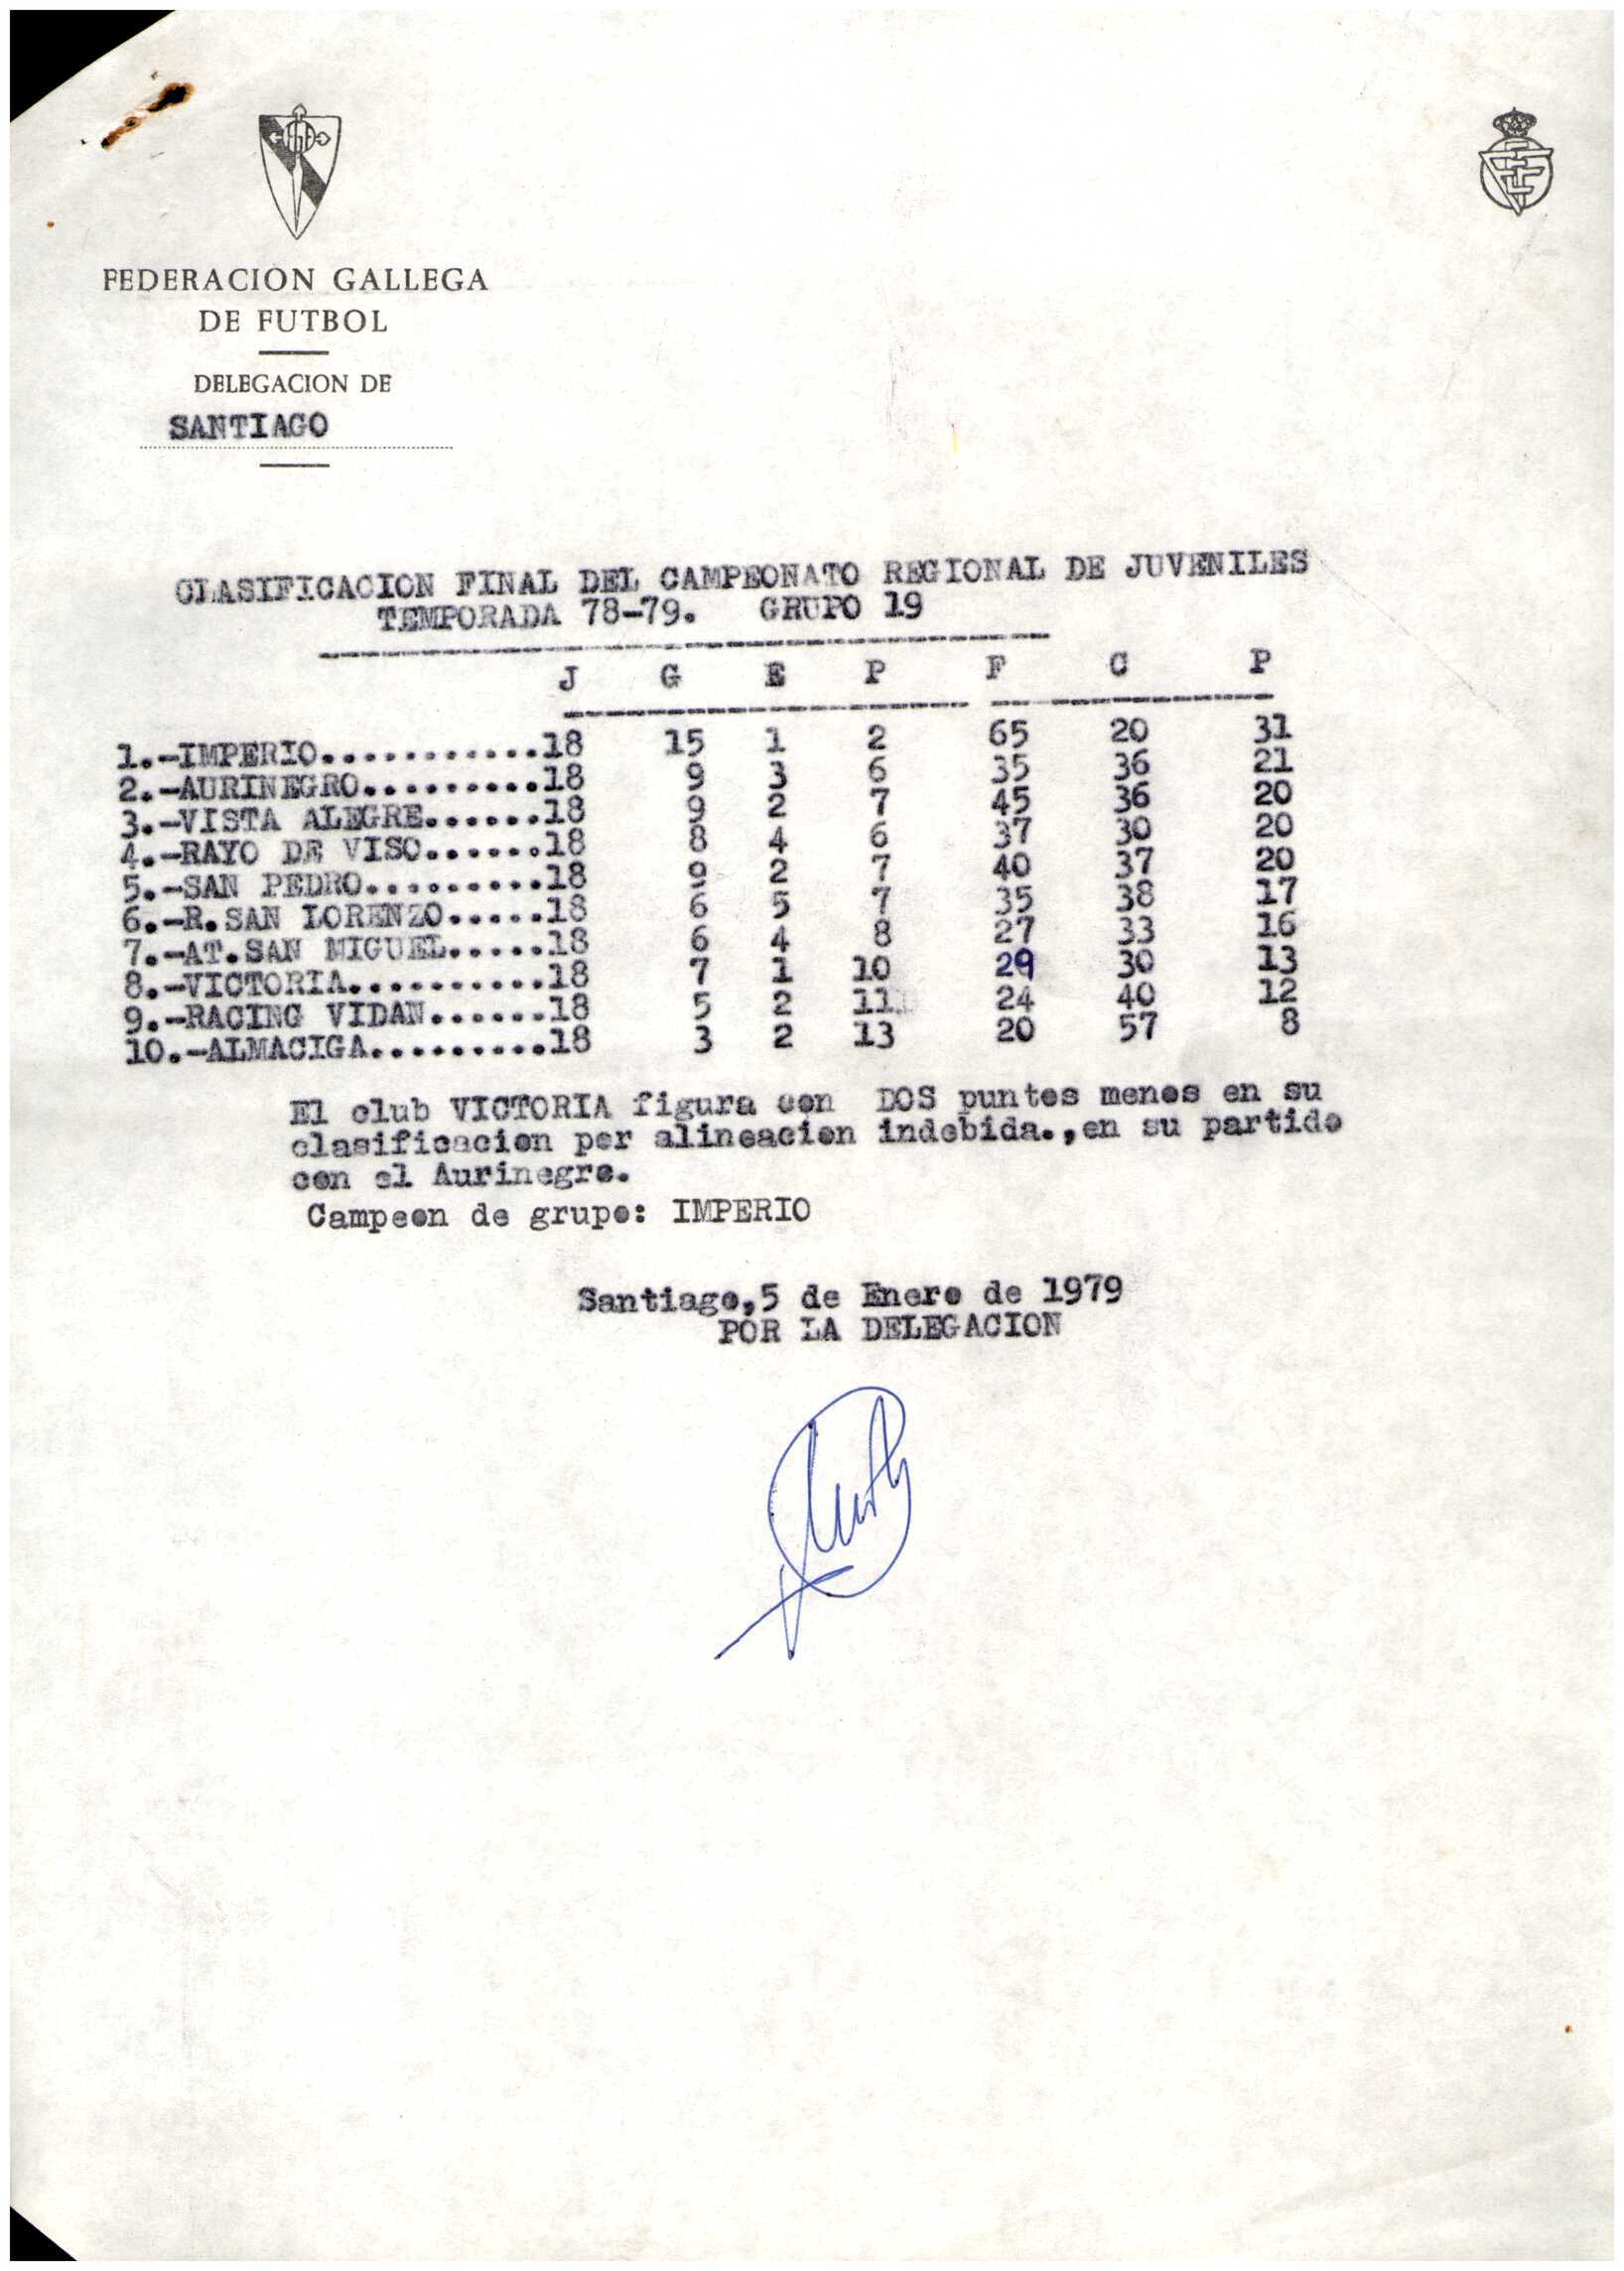 FEDERACION GALLEGA
DE FUTBOL
DELEGACION DE
SANTIAGO
CLASIFICACION FINAL DEL CAMPEONATO REGIONAL DE JUVENILES
TEMPORADA 78-79. GRUPO 19
J G E P F C P
1.-IMPERIO...........18 15 1 2 65 20 31
2.-AURINEGRO.........18 9 3 6 35 36 21
3.-VISTA ALEGRE......18 9 2 7 45 36 20
4.-RAYO DE VISO......18 8 4 6 37 30 20
5.-SAN PEDRO.........18 9 2 7 40 37 20
6.-R.SAN LORENZO.....18 6 5 7 35 38 17
7.-AT.SAN MIGUEL.....18 6 4 8 27 33 16
8.-VICTORIA..........18 7 1 10 29 30 13
9.-RACING VIDAN......18 5 2 11 24 40 12
10.-ALMACIGA.........18 3 2 13 20 57 8
El club VICTORIA figura con DOS puntos menos en su
clasificacion por alineacion indebida.,en su partido
con el Aurinegro.
Campeon de grupo: IMPERIO
Santiago,5 de Enero de 1979
POR LA DELEGACION